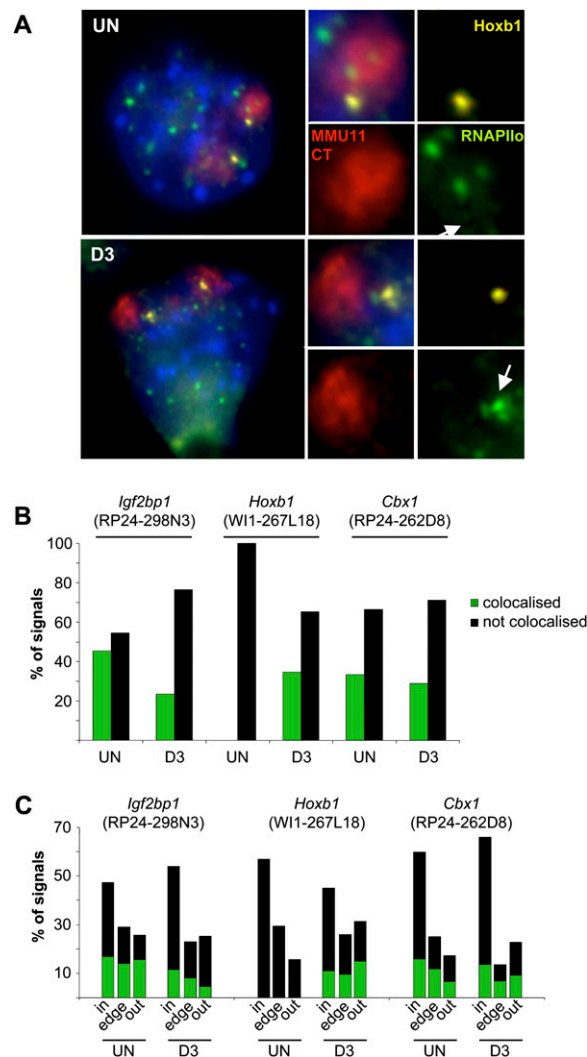 A
UN
Hoxb1
MMU11
CT
RNAPIIo
D3
B
Igf2bp1 Hoxb1 Cbx1
(RP24-298N3) (WI1-267L18) (RP24-262D8)
100
80
60
40
20
% of signals
colocalised
not colocalised
UN D3 UN D3 UN D3
C
Igf2bp1 Hoxb1 Cbx1
(RP24-298N3) (WI1-267L18) (RP24-262D8)
70
50
30
10
% of signals
in edge out in edge out in edge out in edge out in edge out in edge out
UN D3 UN D3 UN D3